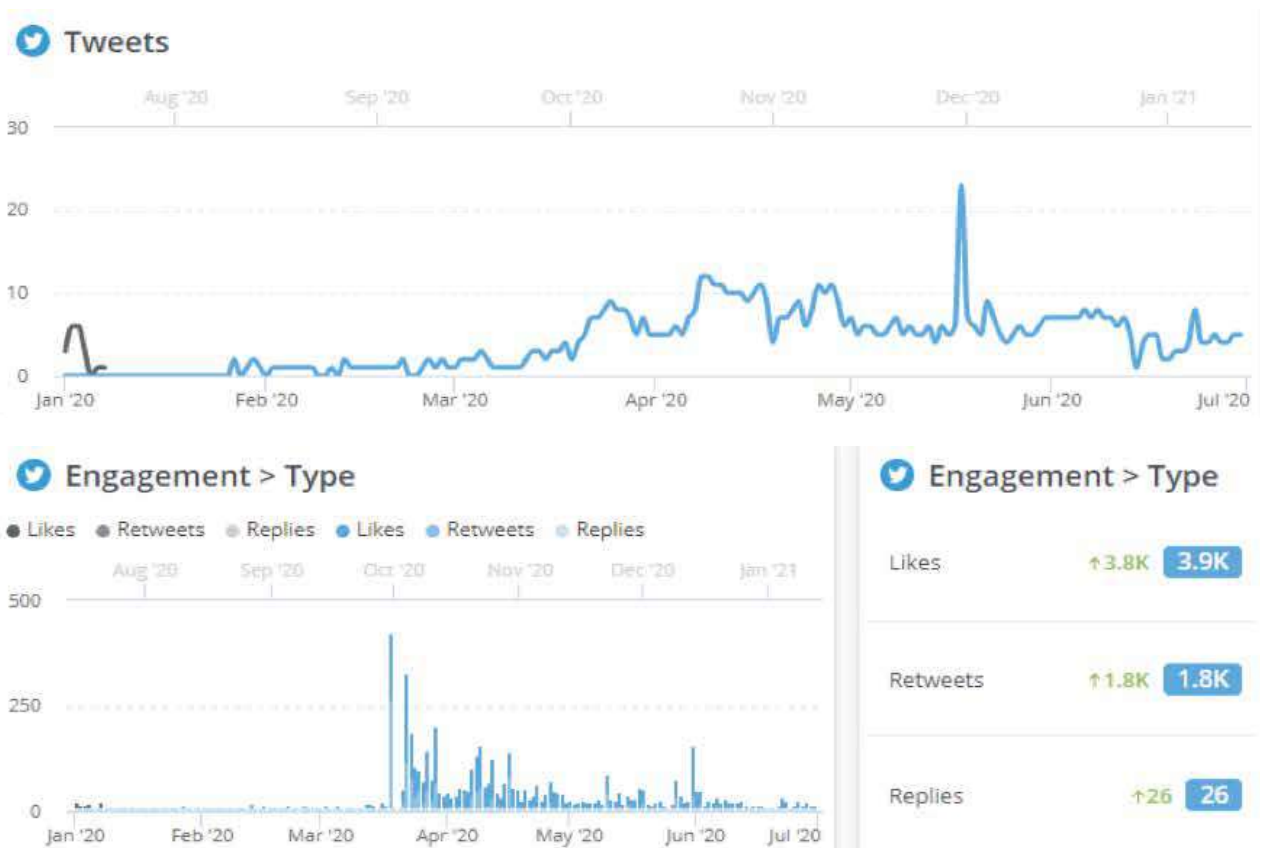 Tweets
Aug '20 Sep '20 Oct '20 Nov '20 Dec '20 Jan '21
30
20
10
0
Jan '20 Feb '20 Mar '20 Apr '20 May '20 Jun '20 Jul '20
Engagement > Type
Likes Retweets Replies Likes Retweets Replies
Aug '20 Sep '20 Oct '20 Nov '20 Dec '20 Jan '21
500
250
0
Jan '20 Feb '20 Mar '20 Apr '20 May '20 Jun '20 Jul '20
Engagement > Type
Likes ↑3.8K 3.9K
Retweets ↑1.8K 1.8K
Replies ↑26 26